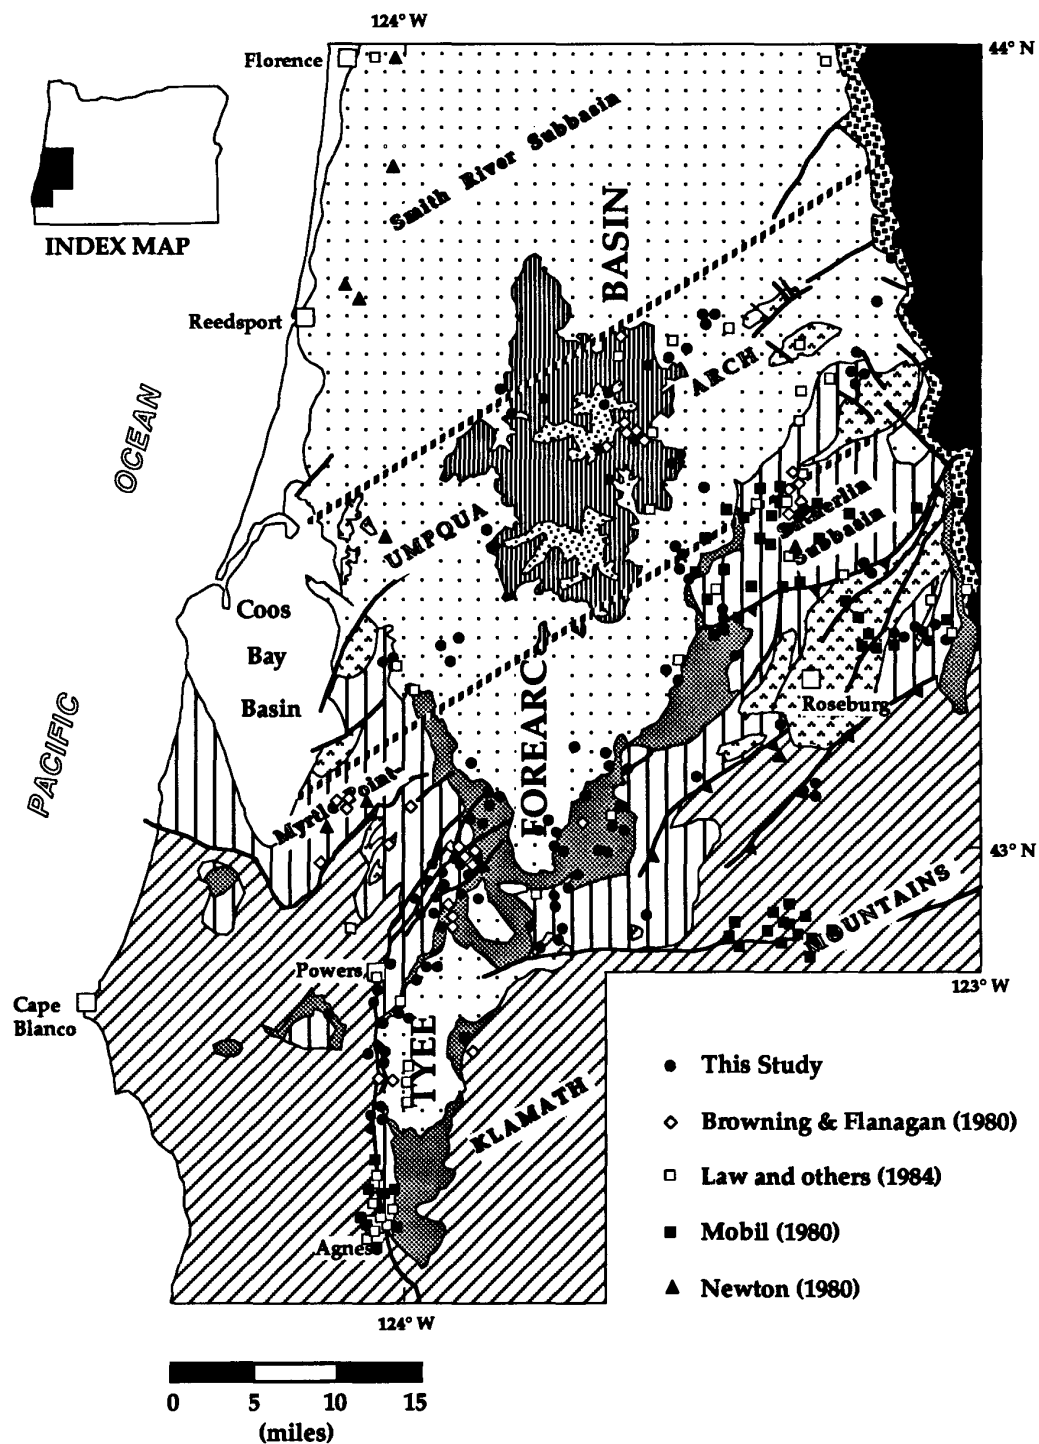 124° W
Florence
44° N
Smith River Subbasin
INDEX MAP
BASIN
Reedsport
ARCH
OCEAN
UMPQUA
Sutherlin
Subbasin
Coos
Bay
Basin
PACIFIC
FOREARC
Roseburg
Myrtle Point
43° N
MOUNTAINS
Powers
Cape
Blanco
123° W
TYEE
KLAMATH
This Study
Browning & Flanagan (1980)
Law and others (1984)
Mobil (1980)
Newton (1980)
Agness
124° W
0 5 10 15
(miles)